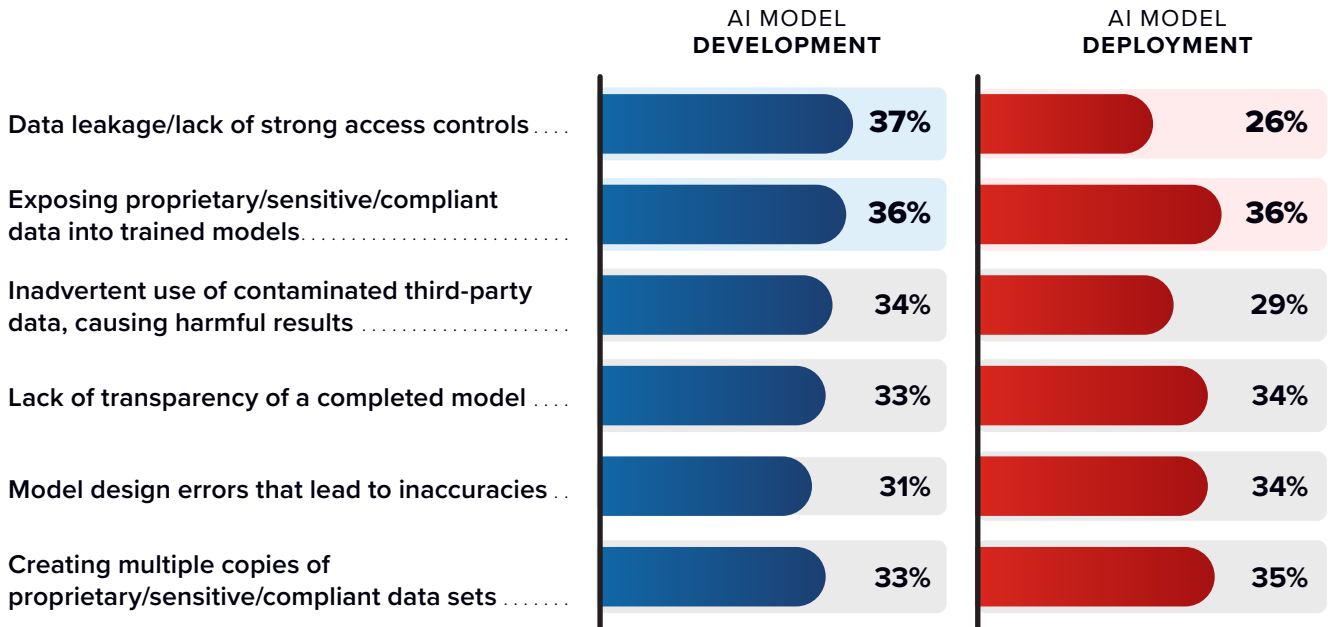 AI MODEL
DEVELOPMENT
AI MODEL
DEPLOYMENT
Data leakage/lack of strong access controls....
37%
26%
Exposing proprietary/sensitive/compliant
data into trained models...........................
36%
36%
Inadvertent use of contaminated third-party
data, causing harmful results .....................
34%
29%
Lack of transparency of a completed model ....
33%
34%
Model design errors that lead to inaccuracies ..
31%
34%
Creating multiple copies of
proprietary/sensitive/compliant data sets .......
33%
35%